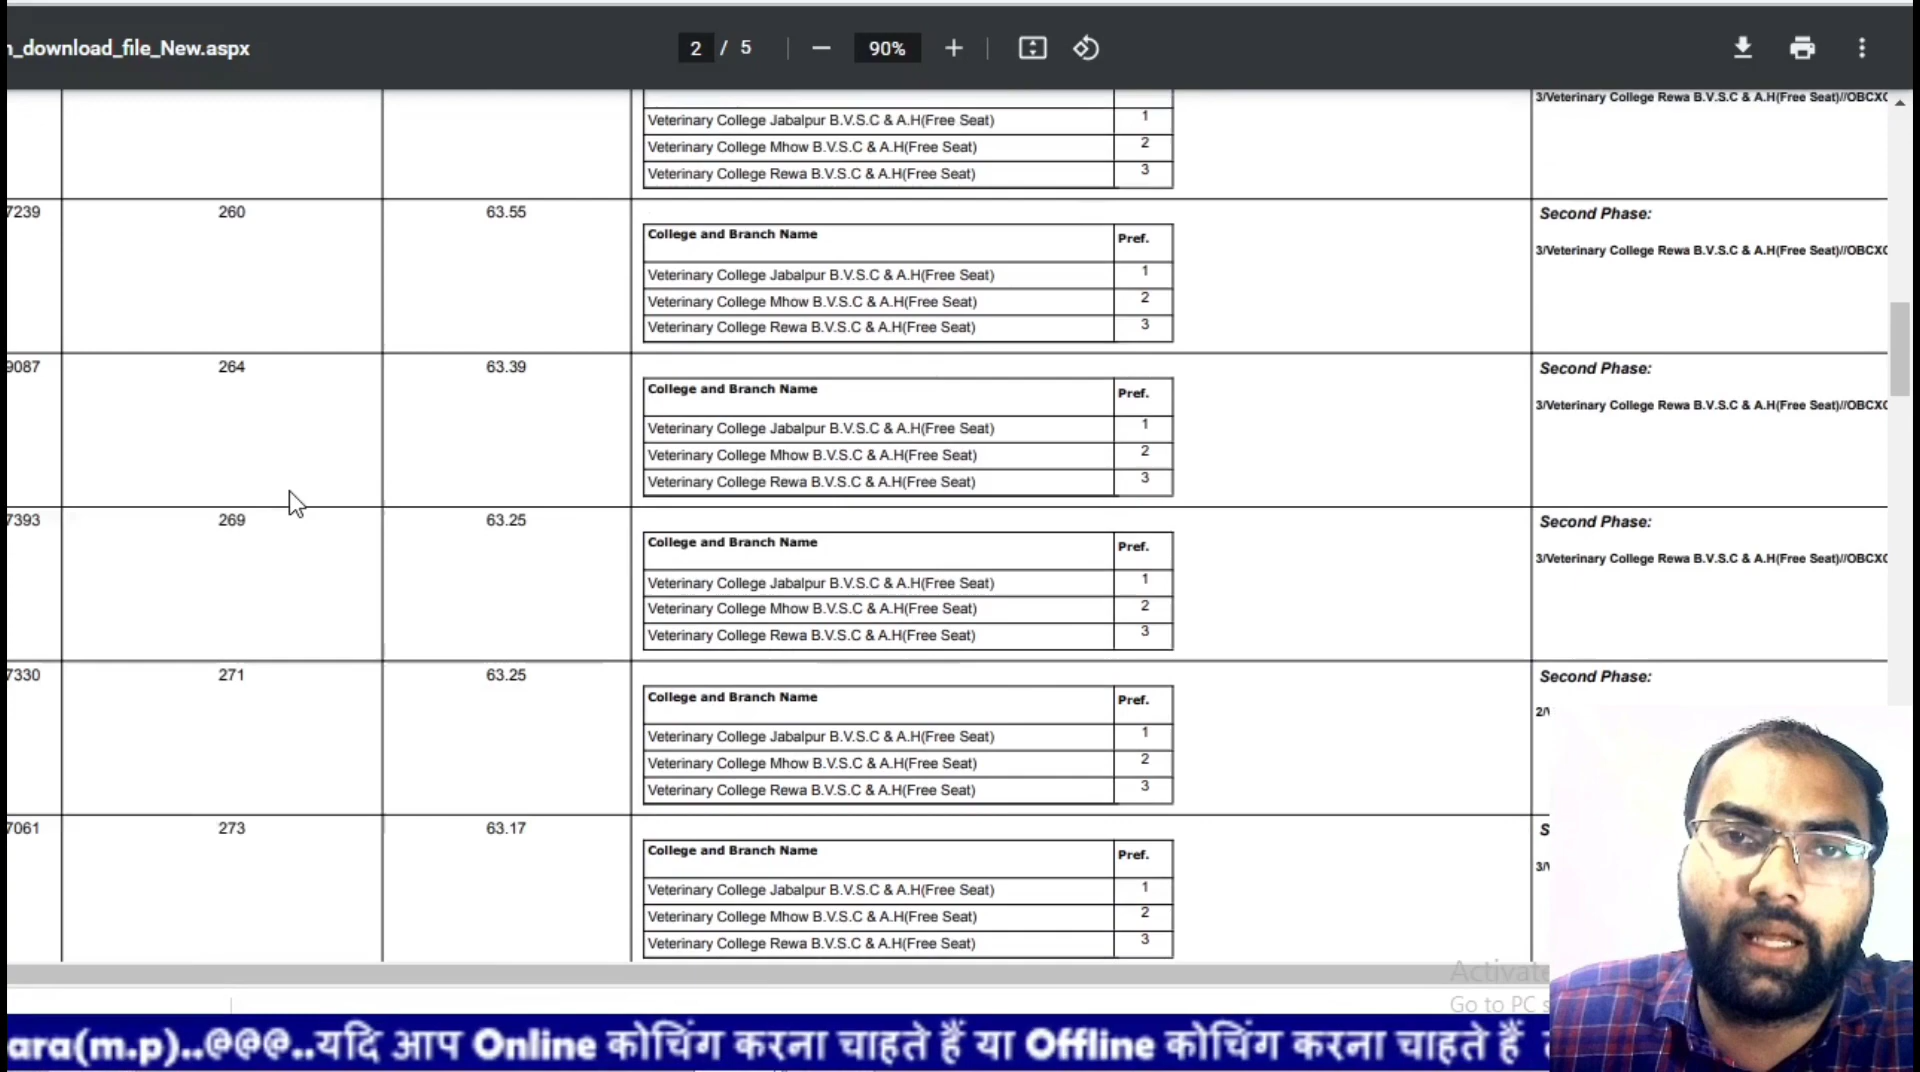 n_download_file_New.aspx
2 / 5
90%
3/Veterinary College Rewa B.V.S.C & A.H(Free Seat)//OBCX
Veterinary College Jabalpur B.V.S.C & A.H(Free Seat) 1
Veterinary College Mhow B.V.S.C & A.H(Free Seat) 2
Veterinary College Rewa B.V.S.C & A.H(Free Seat) 3
7239 260 63.55 Second Phase:
College and Branch Name Pref.
3/Veterinary College Rewa B.V.S.C & A.H(Free Seat)//OBCX
Veterinary College Jabalpur B.V.S.C & A.H(Free Seat) 1
Veterinary College Mhow B.V.S.C & A.H(Free Seat) 2
Veterinary College Rewa B.V.S.C & A.H(Free Seat) 3
9087 264 63.39 Second Phase:
College and Branch Name Pref.
3/Veterinary College Rewa B.V.S.C & A.H(Free Seat)//OBCX
Veterinary College Jabalpur B.V.S.C & A.H(Free Seat) 1
Veterinary College Mhow B.V.S.C & A.H(Free Seat) 2
Veterinary College Rewa B.V.S.C & A.H(Free Seat) 3
7393 269 63.25 Second Phase:
College and Branch Name Pref.
3/Veterinary College Rewa B.V.S.C & A.H(Free Seat)//OBCX
Veterinary College Jabalpur B.V.S.C & A.H(Free Seat) 1
Veterinary College Mhow B.V.S.C & A.H(Free Seat) 2
Veterinary College Rewa B.V.S.C & A.H(Free Seat) 3
7330 271 63.25 Second Phase:
College and Branch Name Pref.
2/
Veterinary College Jabalpur B.V.S.C & A.H(Free Seat) 1
Veterinary College Mhow B.V.S.C & A.H(Free Seat) 2
Veterinary College Rewa B.V.S.C & A.H(Free Seat) 3
7061 273 63.17 S
College and Branch Name Pref.
3/
Veterinary College Jabalpur B.V.S.C & A.H(Free Seat) 1
Veterinary College Mhow B.V.S.C & A.H(Free Seat) 2
Veterinary College Rewa B.V.S.C & A.H(Free Seat) 3
Activate
Go to PC s
ara(m.p)..@@@..यदि आप Online कोचिंग करना चाहते हैं या Offline कोचिंग करना चाहते हैं